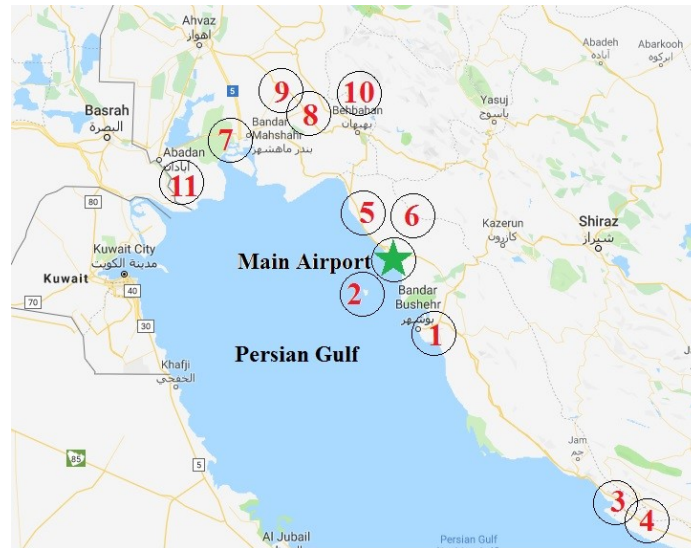 Ahvaz
اهواز
Abadeh
آباده
Abarkooh
ابرکوه
5
9
10
8
Yasuj
یاسوج
Basrah
البصرة
Bandar
Mahshahr
بندر ماهشهر
Behbahan
بهبهان
7
Abadan
آبادان
11
80
5
6
Kazerun
کازرون
Shiraz
شیراز
Kuwait City
مدينة الكويت
Kuwait
40
70
30
Main Airport
2
Bandar
Bushehr
بوشهر
1
Persian Gulf
Khafji
الخفجي
Jam
جم
85
5
3
4
Al Jubail
Persian Gulf